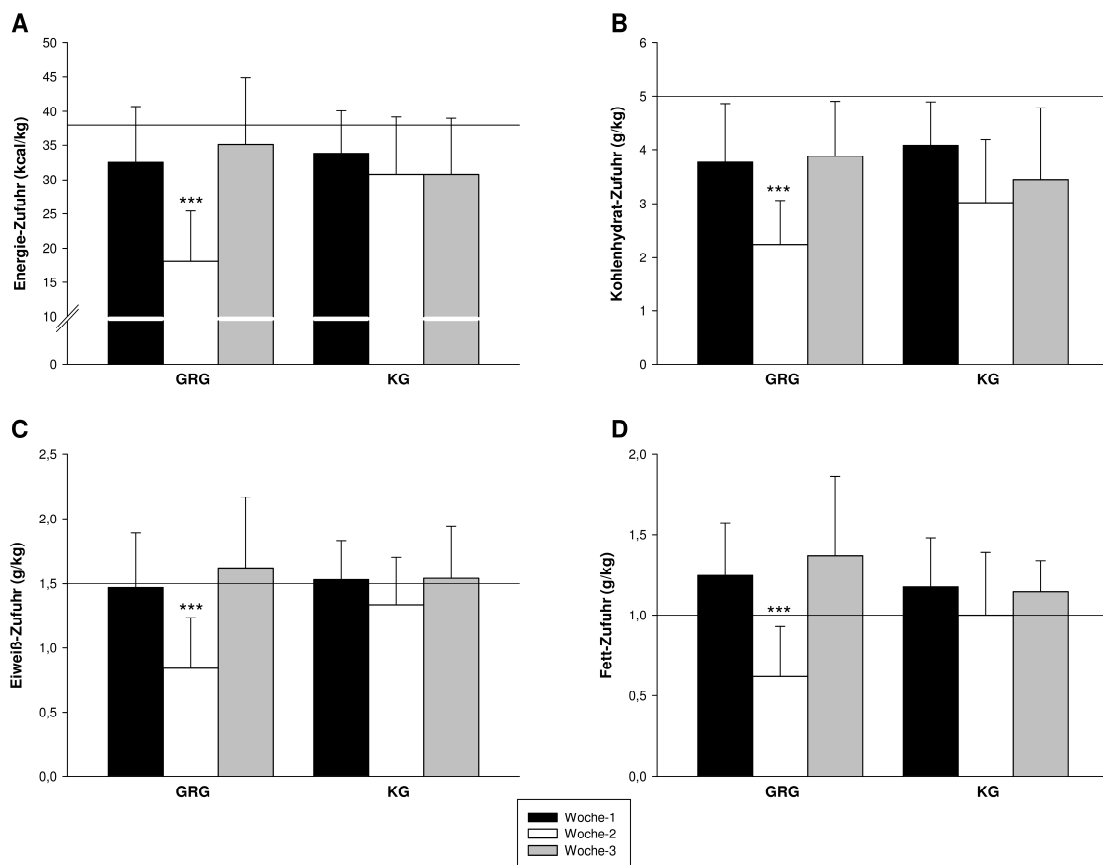 A
Energie-Zufuhr (kcal/kg)
50
45
40
35
30
25
20
15
10
0
***
GRG
KG
B
Kohlenhydrat-Zufuhr (g/kg)
6
5
4
3
2
1
0
***
GRG
KG
C
Eiweiß-Zufuhr (g/kg)
2,5
2,0
1,5
1,0
0,5
0,0
***
GRG
KG
D
Fett-Zufuhr (g/kg)
2,0
1,5
1,0
0,5
0,0
***
GRG
KG
Woche-1
Woche-2
Woche-3